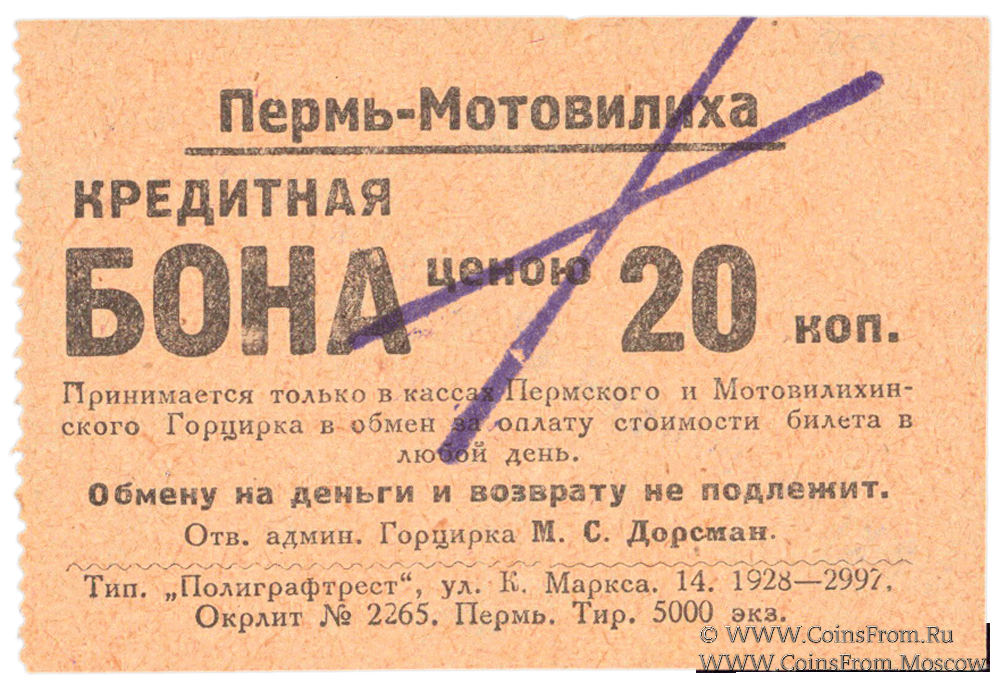 Пермь-Мотовилиха
КРЕДИТНАЯ
БОНА ценою 20 коп.
Принимается только в кассах Пермского и Мотовилихин-
ского Горцирка в обмен за оплату стоимости билета в
любой день.
Обмену на деньги и возврату не подлежит.
Отв. админ. Горцирка М. С. Дорсман.
Тип. „Полиграфтрест“, ул. К. Маркса. 14. 1928—2997.
Окрлит № 2265. Пермь. Тир. 5000 экз.
© WWW.CoinsFrom.Ru
WWW.CoinsFrom.Moscow